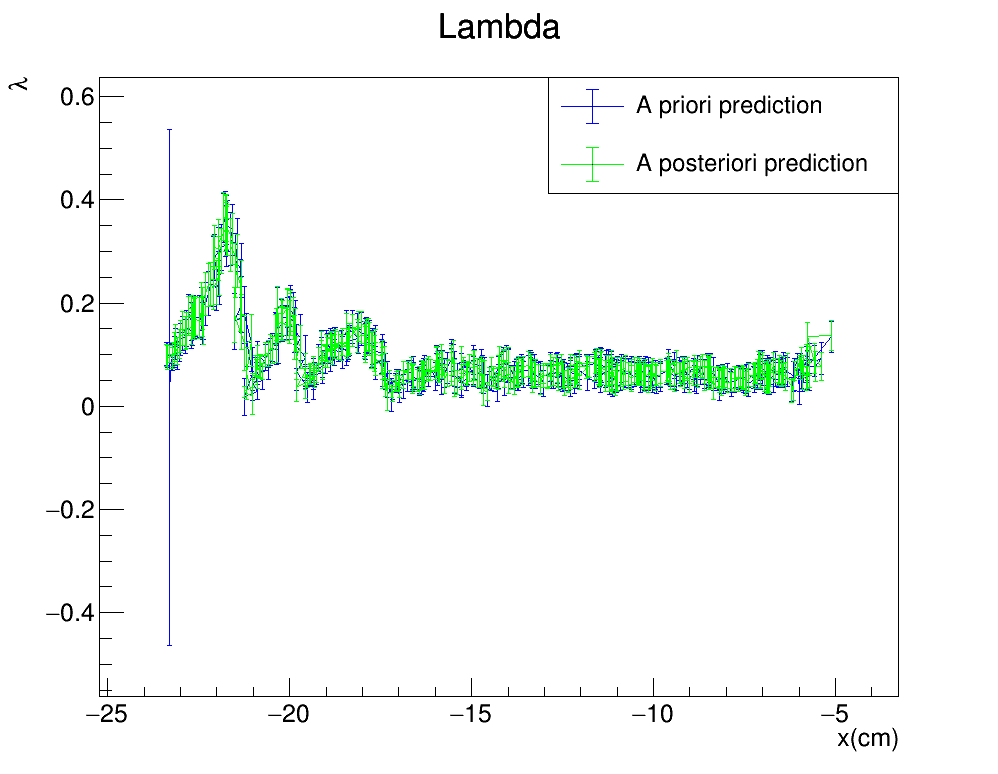 Lambda
λ
A priori prediction
A posteriori prediction
0.6
0.4
0.2
0
−0.2
−0.4
−25 −20 −15 −10 −5
x(cm)